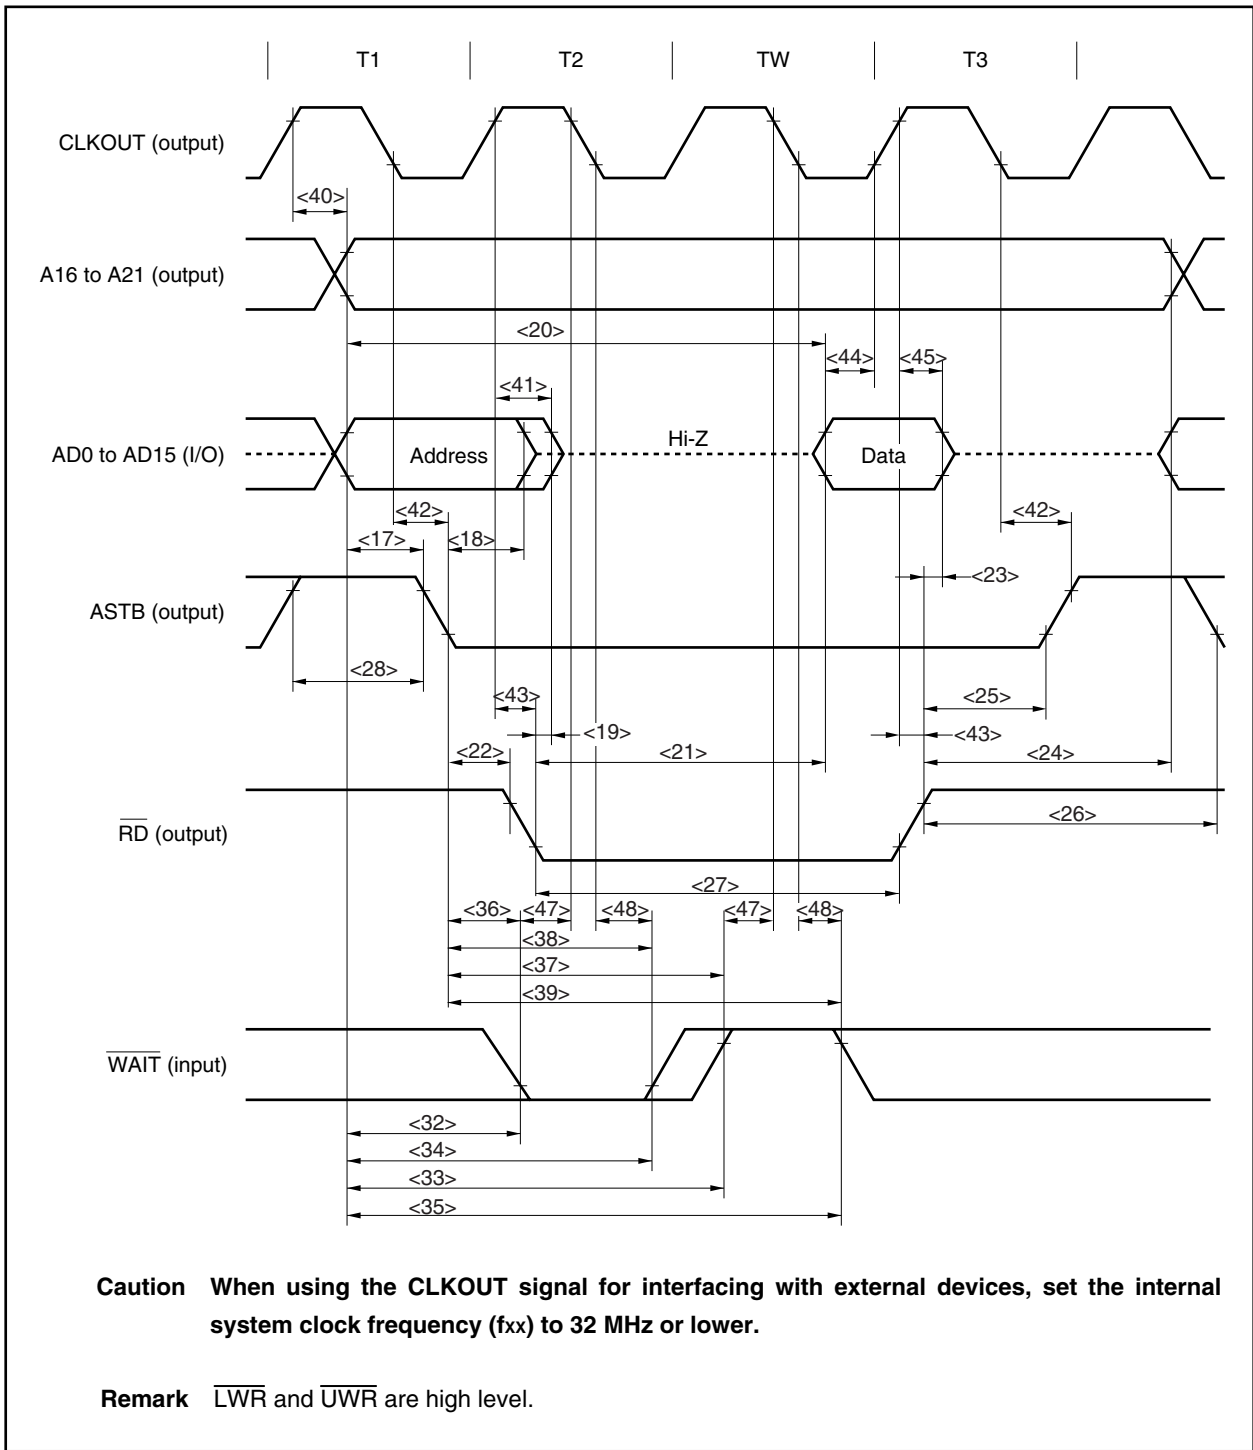 T1 T2 TW T3
CLKOUT (output)
<40>
A16 to A21 (output)
<20>
<44> <45>
<41>
Hi-Z
AD0 to AD15 (I/O) Address Data
<42> <42>
<17> <18>
<23>
ASTB (output)
<28>
<43> <25>
<19> <43>
<22> <21> <24>
RD (output) <26>
<27>
<36> <47> <48> <47> <48>
<38>
<37>
<39>
WAIT (input)
<32>
<34>
<33>
<35>
Caution When using the CLKOUT signal for interfacing with external devices, set the internal
system clock frequency (fxx) to 32 MHz or lower.
Remark LWR and UWR are high level.